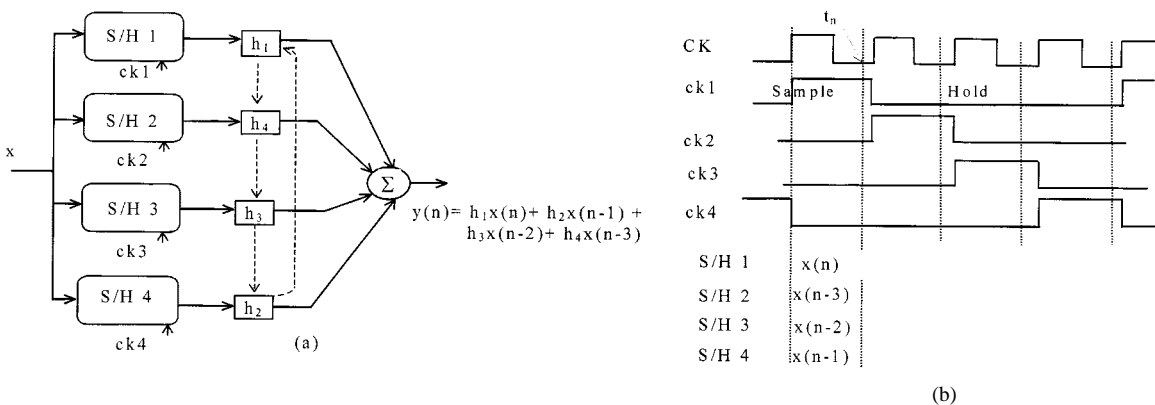 S/H 1
ck1
h1
S/H 2
ck2
h4
x
Σ
S/H 3
ck3
h3
y(n)= h1x(n)+ h2x(n-1) +
h3x(n-2)+ h4x(n-3)
S/H 4
ck4
h2
(a)
tn
CK
ck1
Sample
Hold
ck2
ck3
ck4
S/H 1 x(n)
S/H 2 x(n-3)
S/H 3 x(n-2)
S/H 4 x(n-1)
(b)